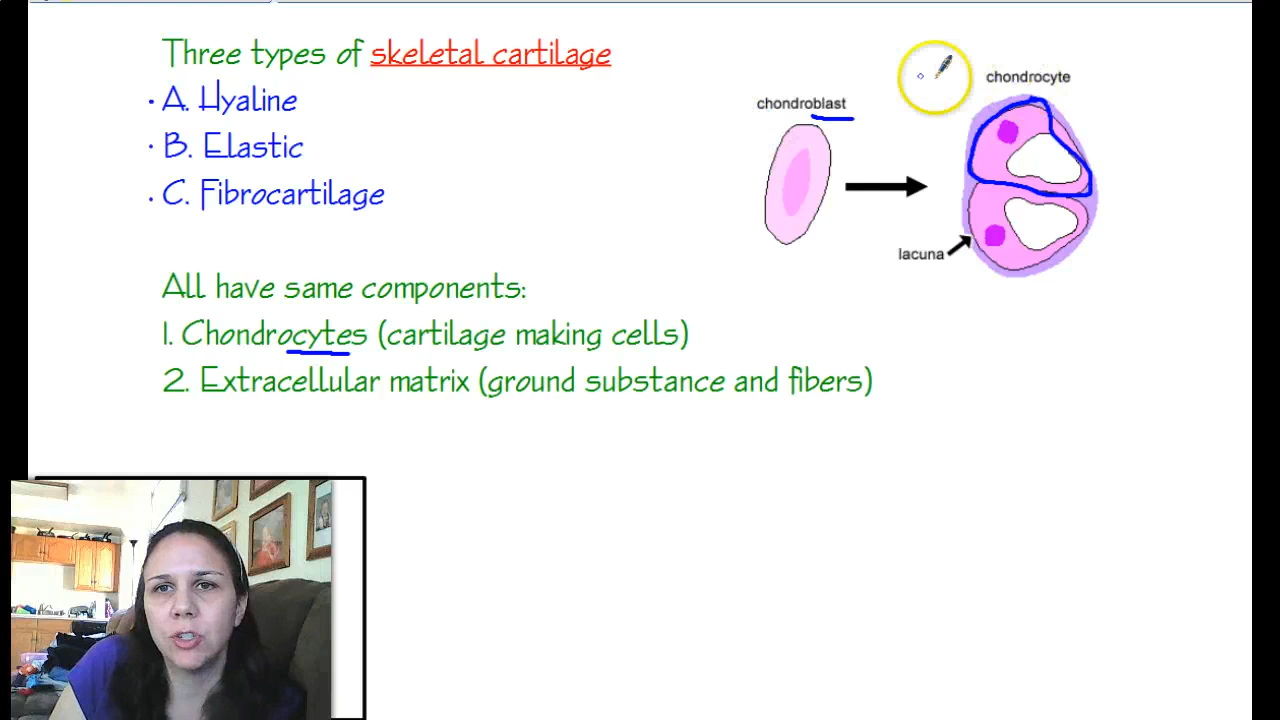 Three types of skeletal cartilage
· A. Hyaline
· B. Elastic
· C. Fibrocartilage
chondroblast
chondrocyte
lacuna
All have same components:
1. Chondrocytes (cartilage making cells)
2. Extracellular matrix (ground substance and fibers)